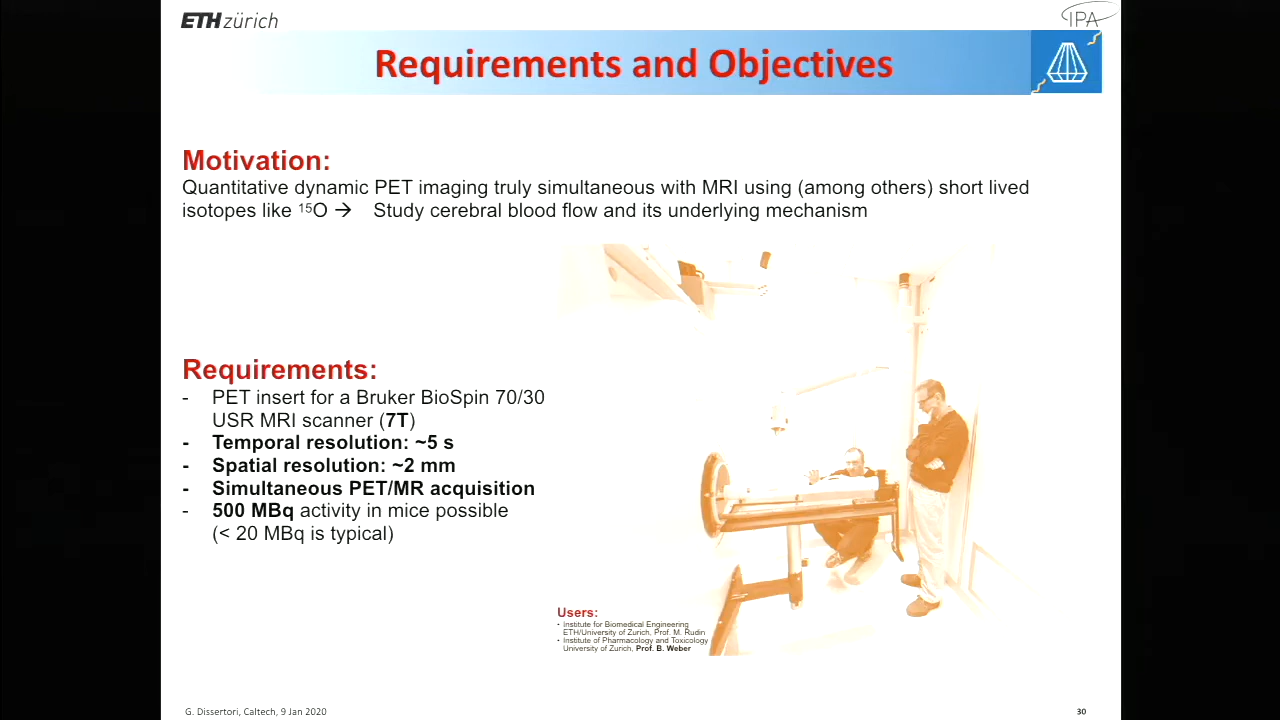 ETH zürich
IPA
Requirements and Objectives
Motivation:
Quantitative dynamic PET imaging truly simultaneous with MRI using (among others) short lived
isotopes like ¹⁵O → Study cerebral blood flow and its underlying mechanism
Requirements:
- PET insert for a Bruker BioSpin 70/30
USR MRI scanner (7T)
- Temporal resolution: ~5 s
- Spatial resolution: ~2 mm
- Simultaneous PET/MR acquisition
- 500 MBq activity in mice possible
(< 20 MBq is typical)
Users:
• Institute for Biomedical Engineering
ETH/University of Zurich, Prof. M. Rudin
• Institute of Pharmacology and Toxicology
University of Zurich, Prof. B. Weber
G. Dissertori, Caltech, 9 Jan 2020
30